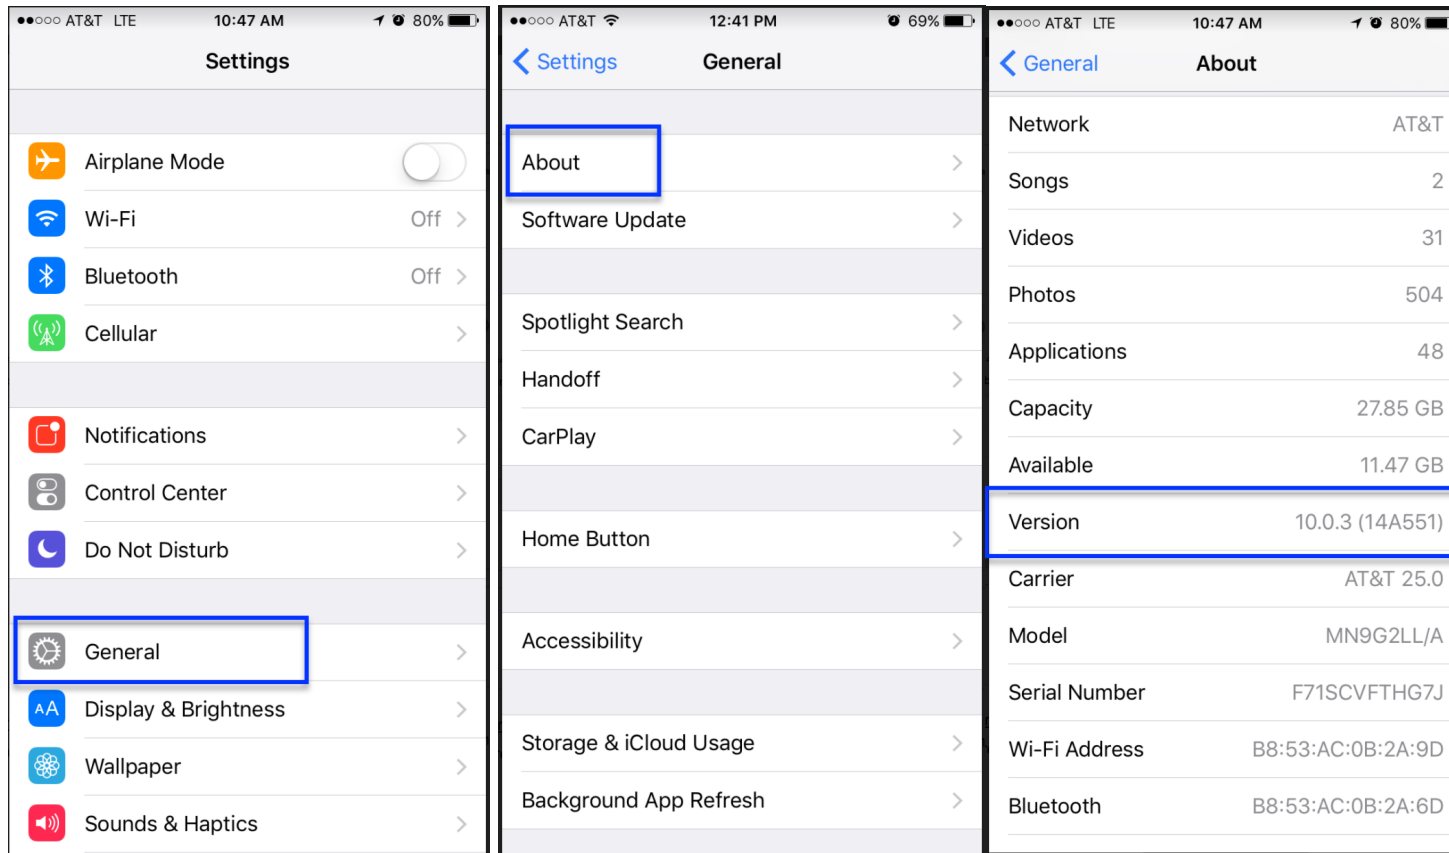 AT&T LTE 10:47 AM 80%
Settings
Airplane Mode
Wi-Fi Off
Bluetooth Off
Cellular
Notifications
Control Center
Do Not Disturb
General
AA Display & Brightness
Wallpaper
Sounds & Haptics
AT&T 12:41 PM 69%
Settings General
About
Software Update
Spotlight Search
Handoff
CarPlay
Home Button
Accessibility
Storage & iCloud Usage
Background App Refresh
AT&T LTE 10:47 AM 80%
General About
Network AT&T
Songs 2
Videos 31
Photos 504
Applications 48
Capacity 27.85 GB
Available 11.47 GB
Version 10.0.3 (14A551)
Carrier AT&T 25.0
Model MN9G2LL/A
Serial Number F71SCVFTHG7J
Wi-Fi Address B8:53:AC:0B:2A:9D
Bluetooth B8:53:AC:0B:2A:6D